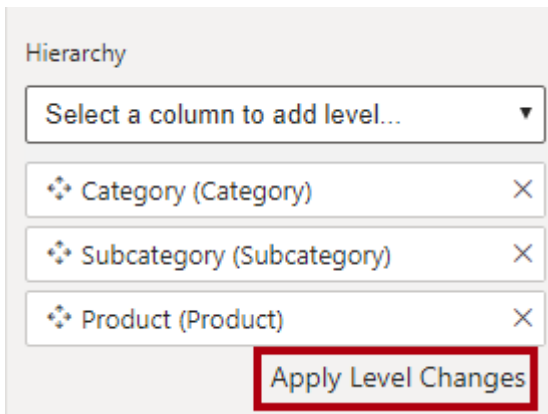 Hierarchy
Select a column to add level...
Category (Category)
Subcategory (Subcategory)
Product (Product)
Apply Level Changes